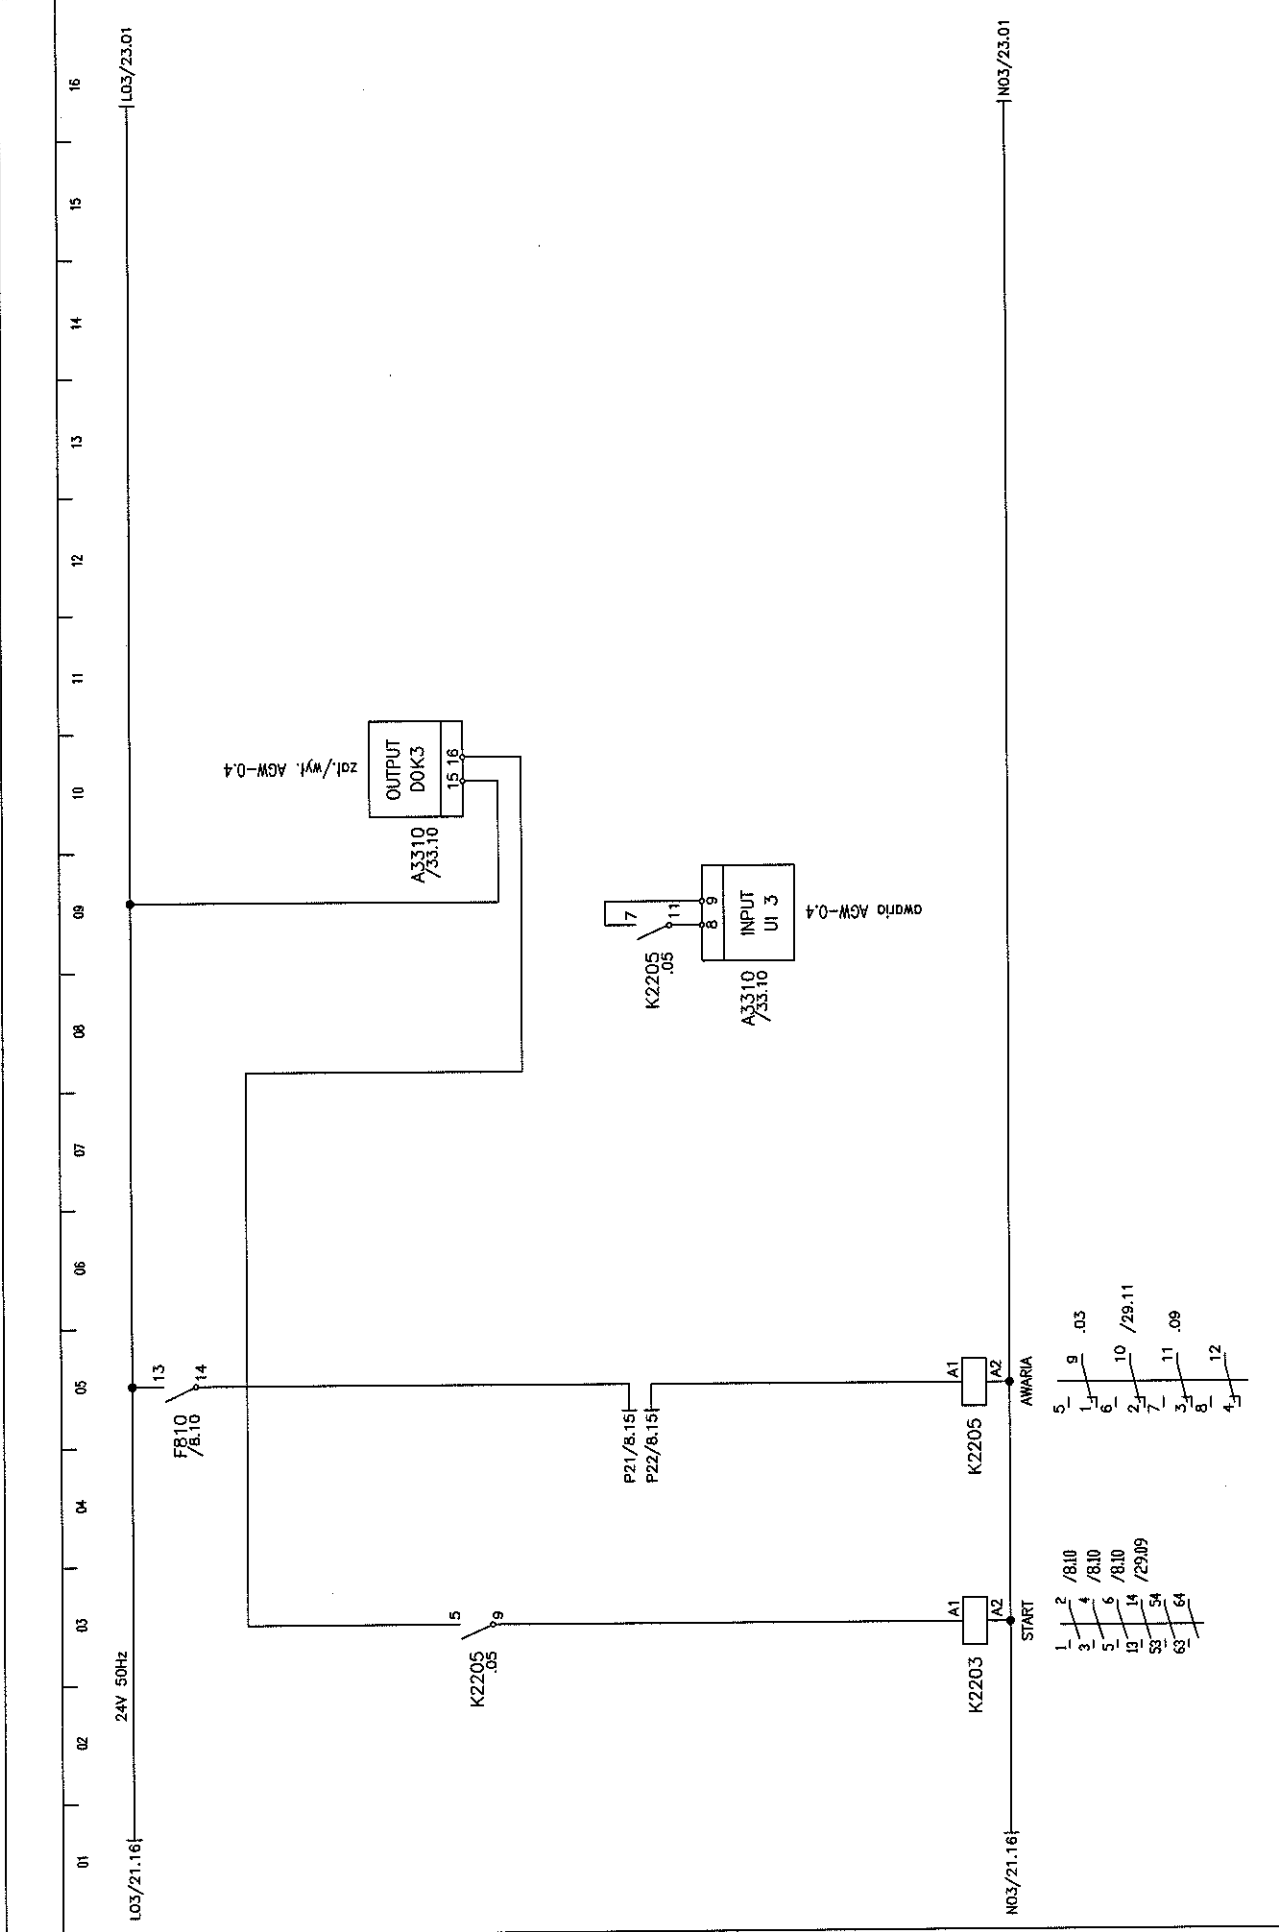 01 02 03 04 05 06 07 08 09 10 11 12 13 14 15 16
L03/21.16
24V 50Hz
L03/23.01
F810
/8.10
13
14
zał./wył. AGW-0.4
OUTPUT
DOK3
15 16
A3310
/33.10
K2205
.05
5
9
P21/8.15
P22/8.15
K2205
.05
7
11
8 9
INPUT
UI 3
A3310
/33.10
awaria AGW-0.4
K2203
A1
A2
K2205
A1
A2
N03/21.16
N03/23.01
START
AWARIA
1 2 /8.10
3 4 /8.10
5 6 /8.10
13 14 /29.09
53 54
63 64
5
1 9 .03
6
2 10 /29.11
7
3 11 .09
8
4 12